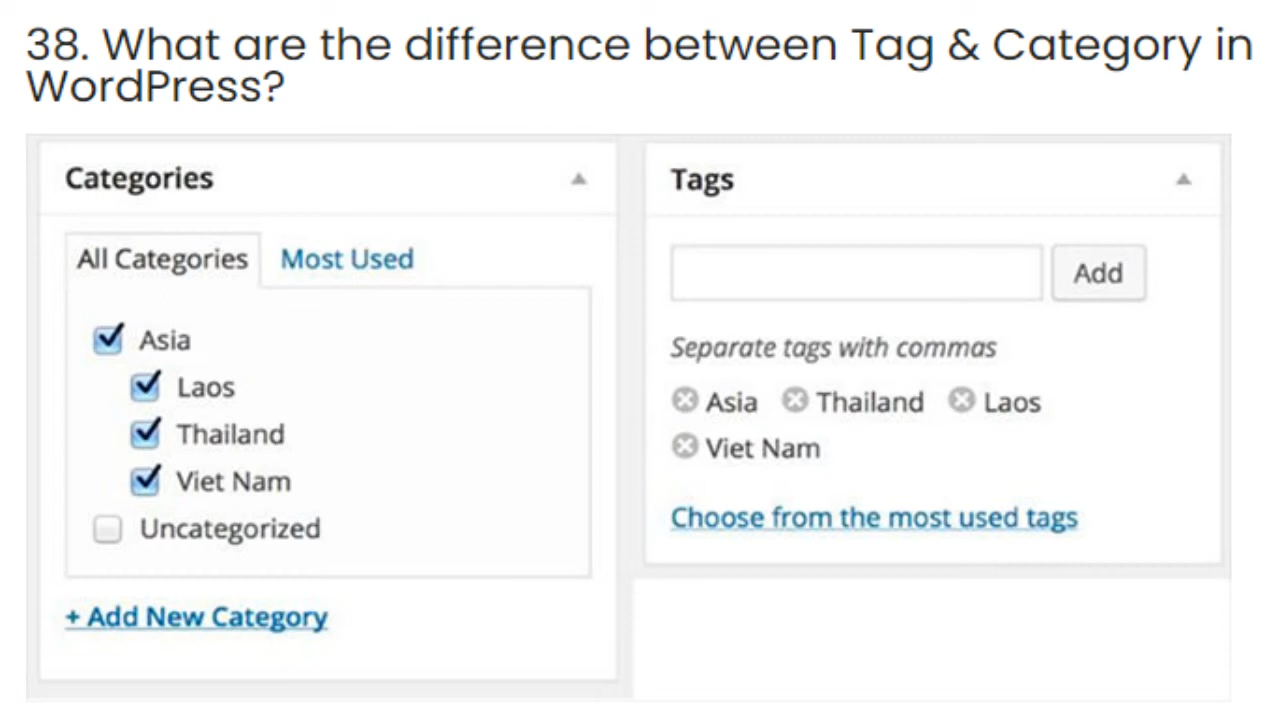 38. What are the difference between Tag & Category in
WordPress?
Categories
All Categories
Most Used
Asia
Laos
Thailand
Viet Nam
Uncategorized
+ Add New Category
Tags
Add
Separate tags with commas
Asia Thailand Laos
Viet Nam
Choose from the most used tags